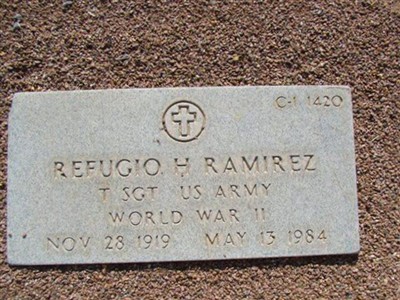 C-1 1420
REFUGIO H RAMIREZ
T SGT US ARMY
WORLD WAR II
NOV 28 1919 MAY 13 1984